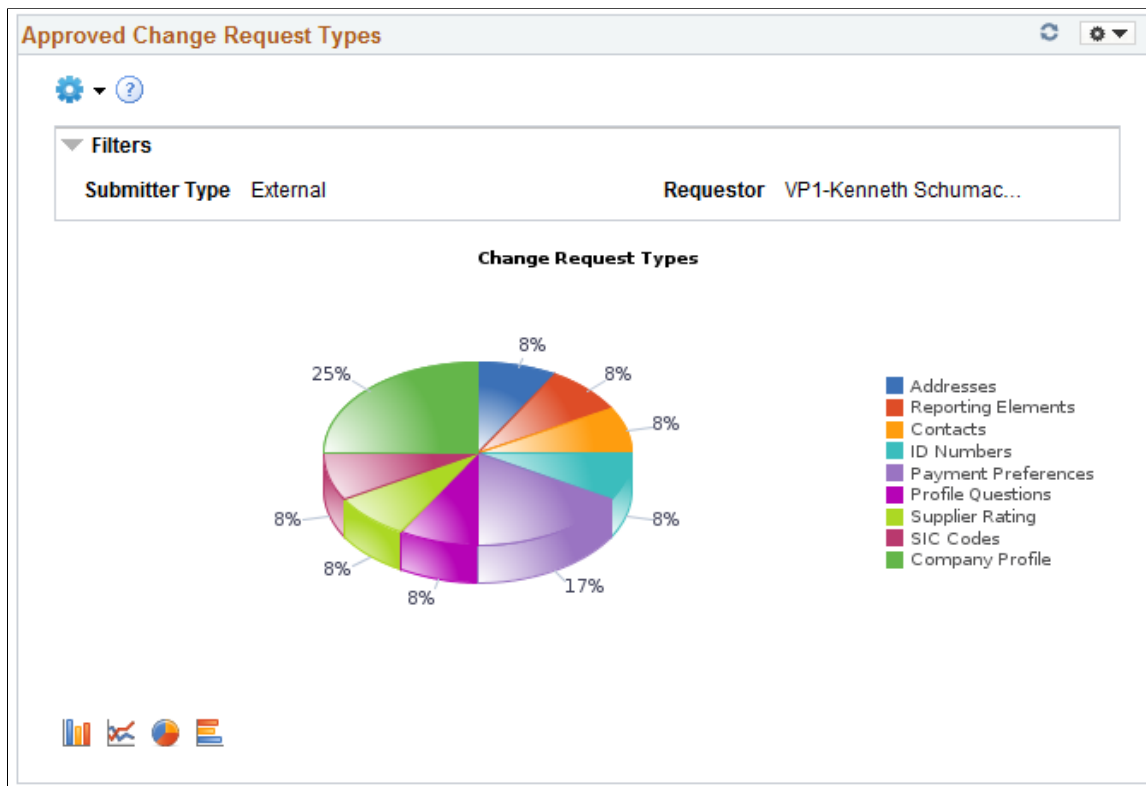 Approved Change Request Types
?
Filters
Submitter Type External Requestor VP1-Kenneth Schumac...
Change Request Types
8%
25%
8%
8%
8%
8%
8%
8%
17%
Addresses
Reporting Elements
Contacts
ID Numbers
Payment Preferences
Profile Questions
Supplier Rating
SIC Codes
Company Profile